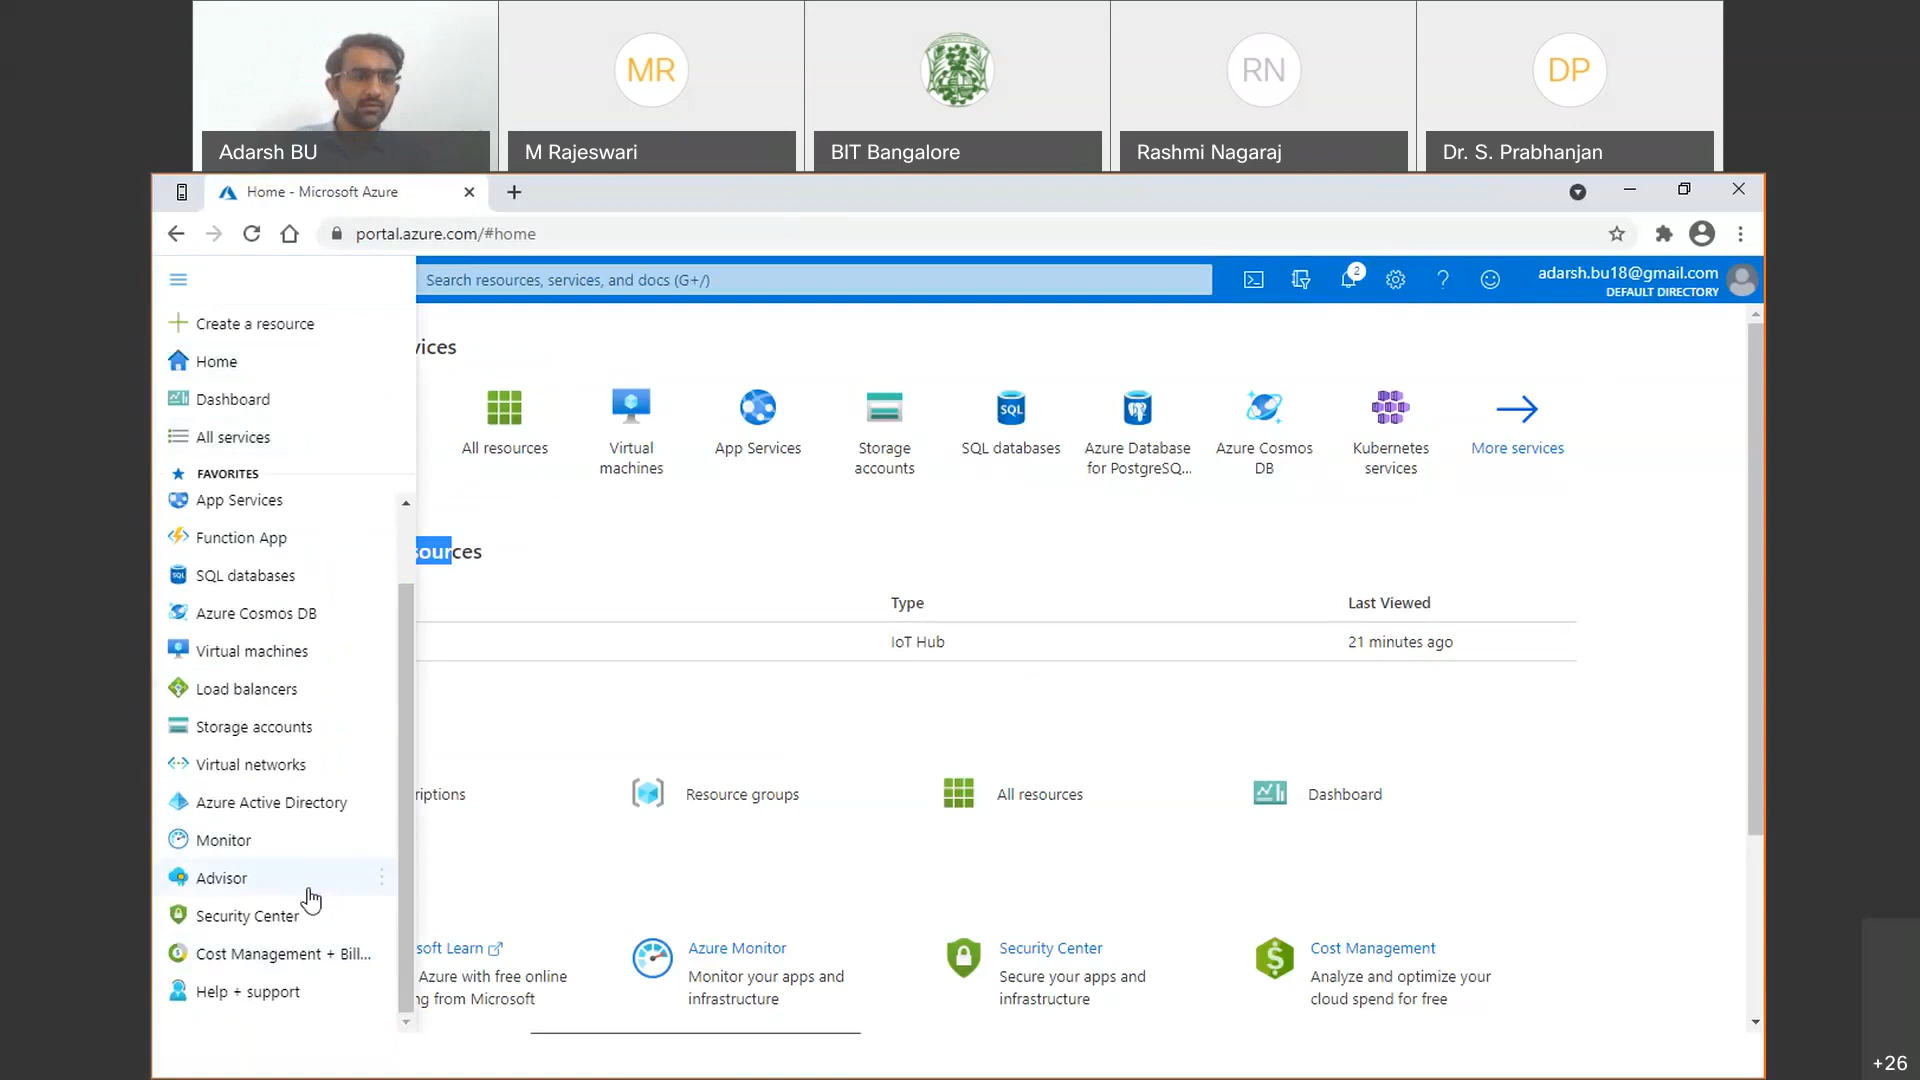 MR
RN
DP
Adarsh BU
M Rajeswari
BIT Bangalore
Rashmi Nagaraj
Dr. S. Prabhanjan
Home - Microsoft Azure
portal.azure.com/#home
Search resources, services, and docs (G+/)
2
adarsh.bu18@gmail.com
DEFAULT DIRECTORY
Create a resource
Home
Dashboard
All services
FAVORITES
App Services
Function App
SQL databases
Azure Cosmos DB
Virtual machines
Load balancers
Storage accounts
Virtual networks
Azure Active Directory
Monitor
Advisor
Security Center
Cost Management + Bill...
Help + support
vices
All resources
Virtual
machines
App Services
Storage
accounts
SQL
SQL databases
Azure Database
for PostgreSQ...
Azure Cosmos
DB
Kubernetes
services
More services
sources
Type
Last Viewed
IoT Hub
21 minutes ago
riptions
Resource groups
All resources
Dashboard
soft Learn
Azure with free online
ng from Microsoft
Azure Monitor
Monitor your apps and
infrastructure
Security Center
Secure your apps and
infrastructure
Cost Management
Analyze and optimize your
cloud spend for free
+26